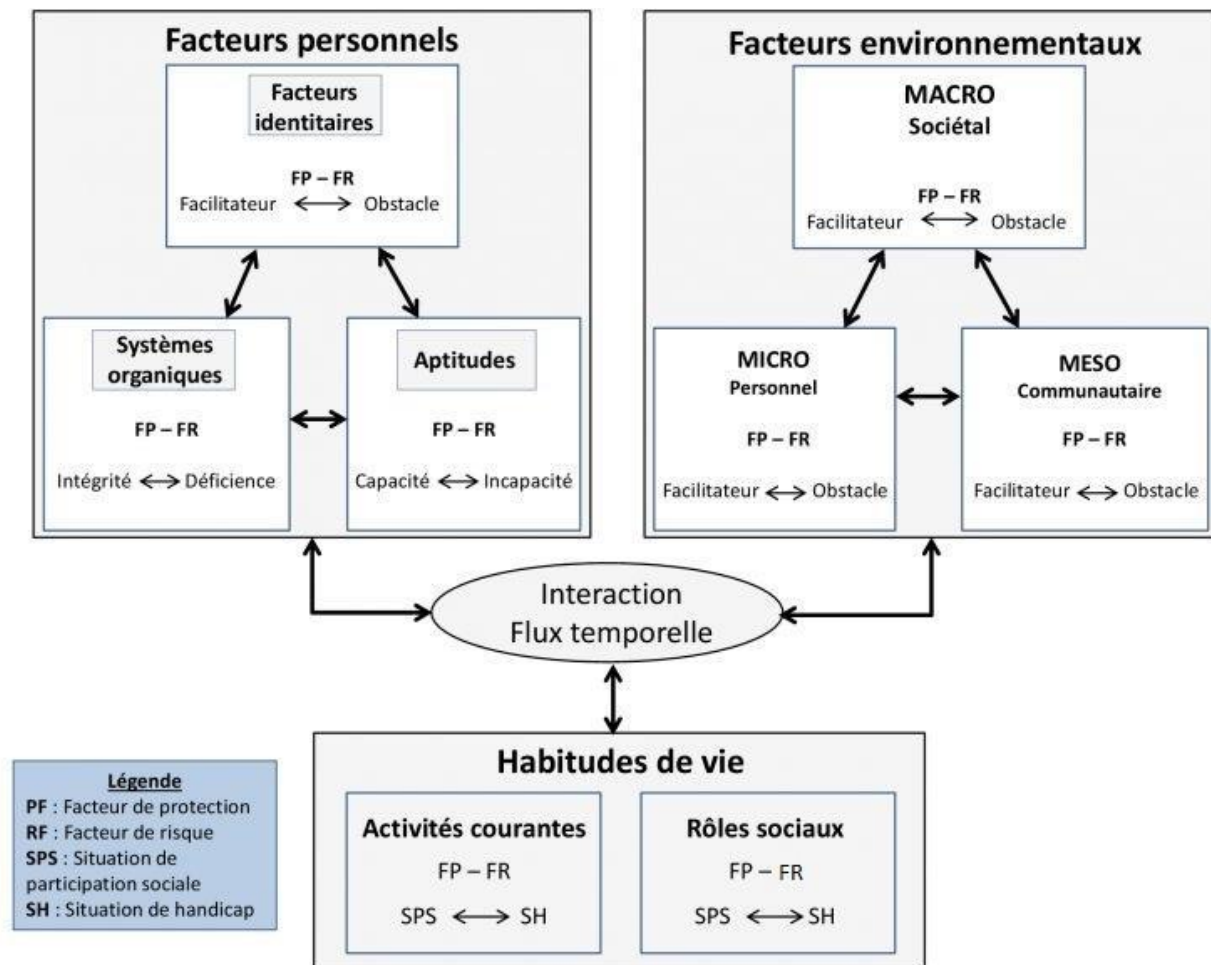 Facteurs personnels
Facteurs
identitaires
FP – FR
Facilitateur
Obstacle
Systèmes
organiques
FP – FR
Intégrité
Déficience
Aptitudes
FP – FR
Capacité
Incapacité
Facteurs environnementaux
MACRO
Sociétal
FP – FR
Facilitateur
Obstacle
MICRO
Personnel
FP – FR
Facilitateur
Obstacle
MESO
Communautaire
FP – FR
Facilitateur
Obstacle
Interaction
Flux temporelle
Habitudes de vie
Activités courantes
FP – FR
SPS
SH
Rôles sociaux
FP – FR
SPS
SH
Légende
PF : Facteur de protection
RF : Facteur de risque
SPS : Situation de
participation sociale
SH : Situation de handicap